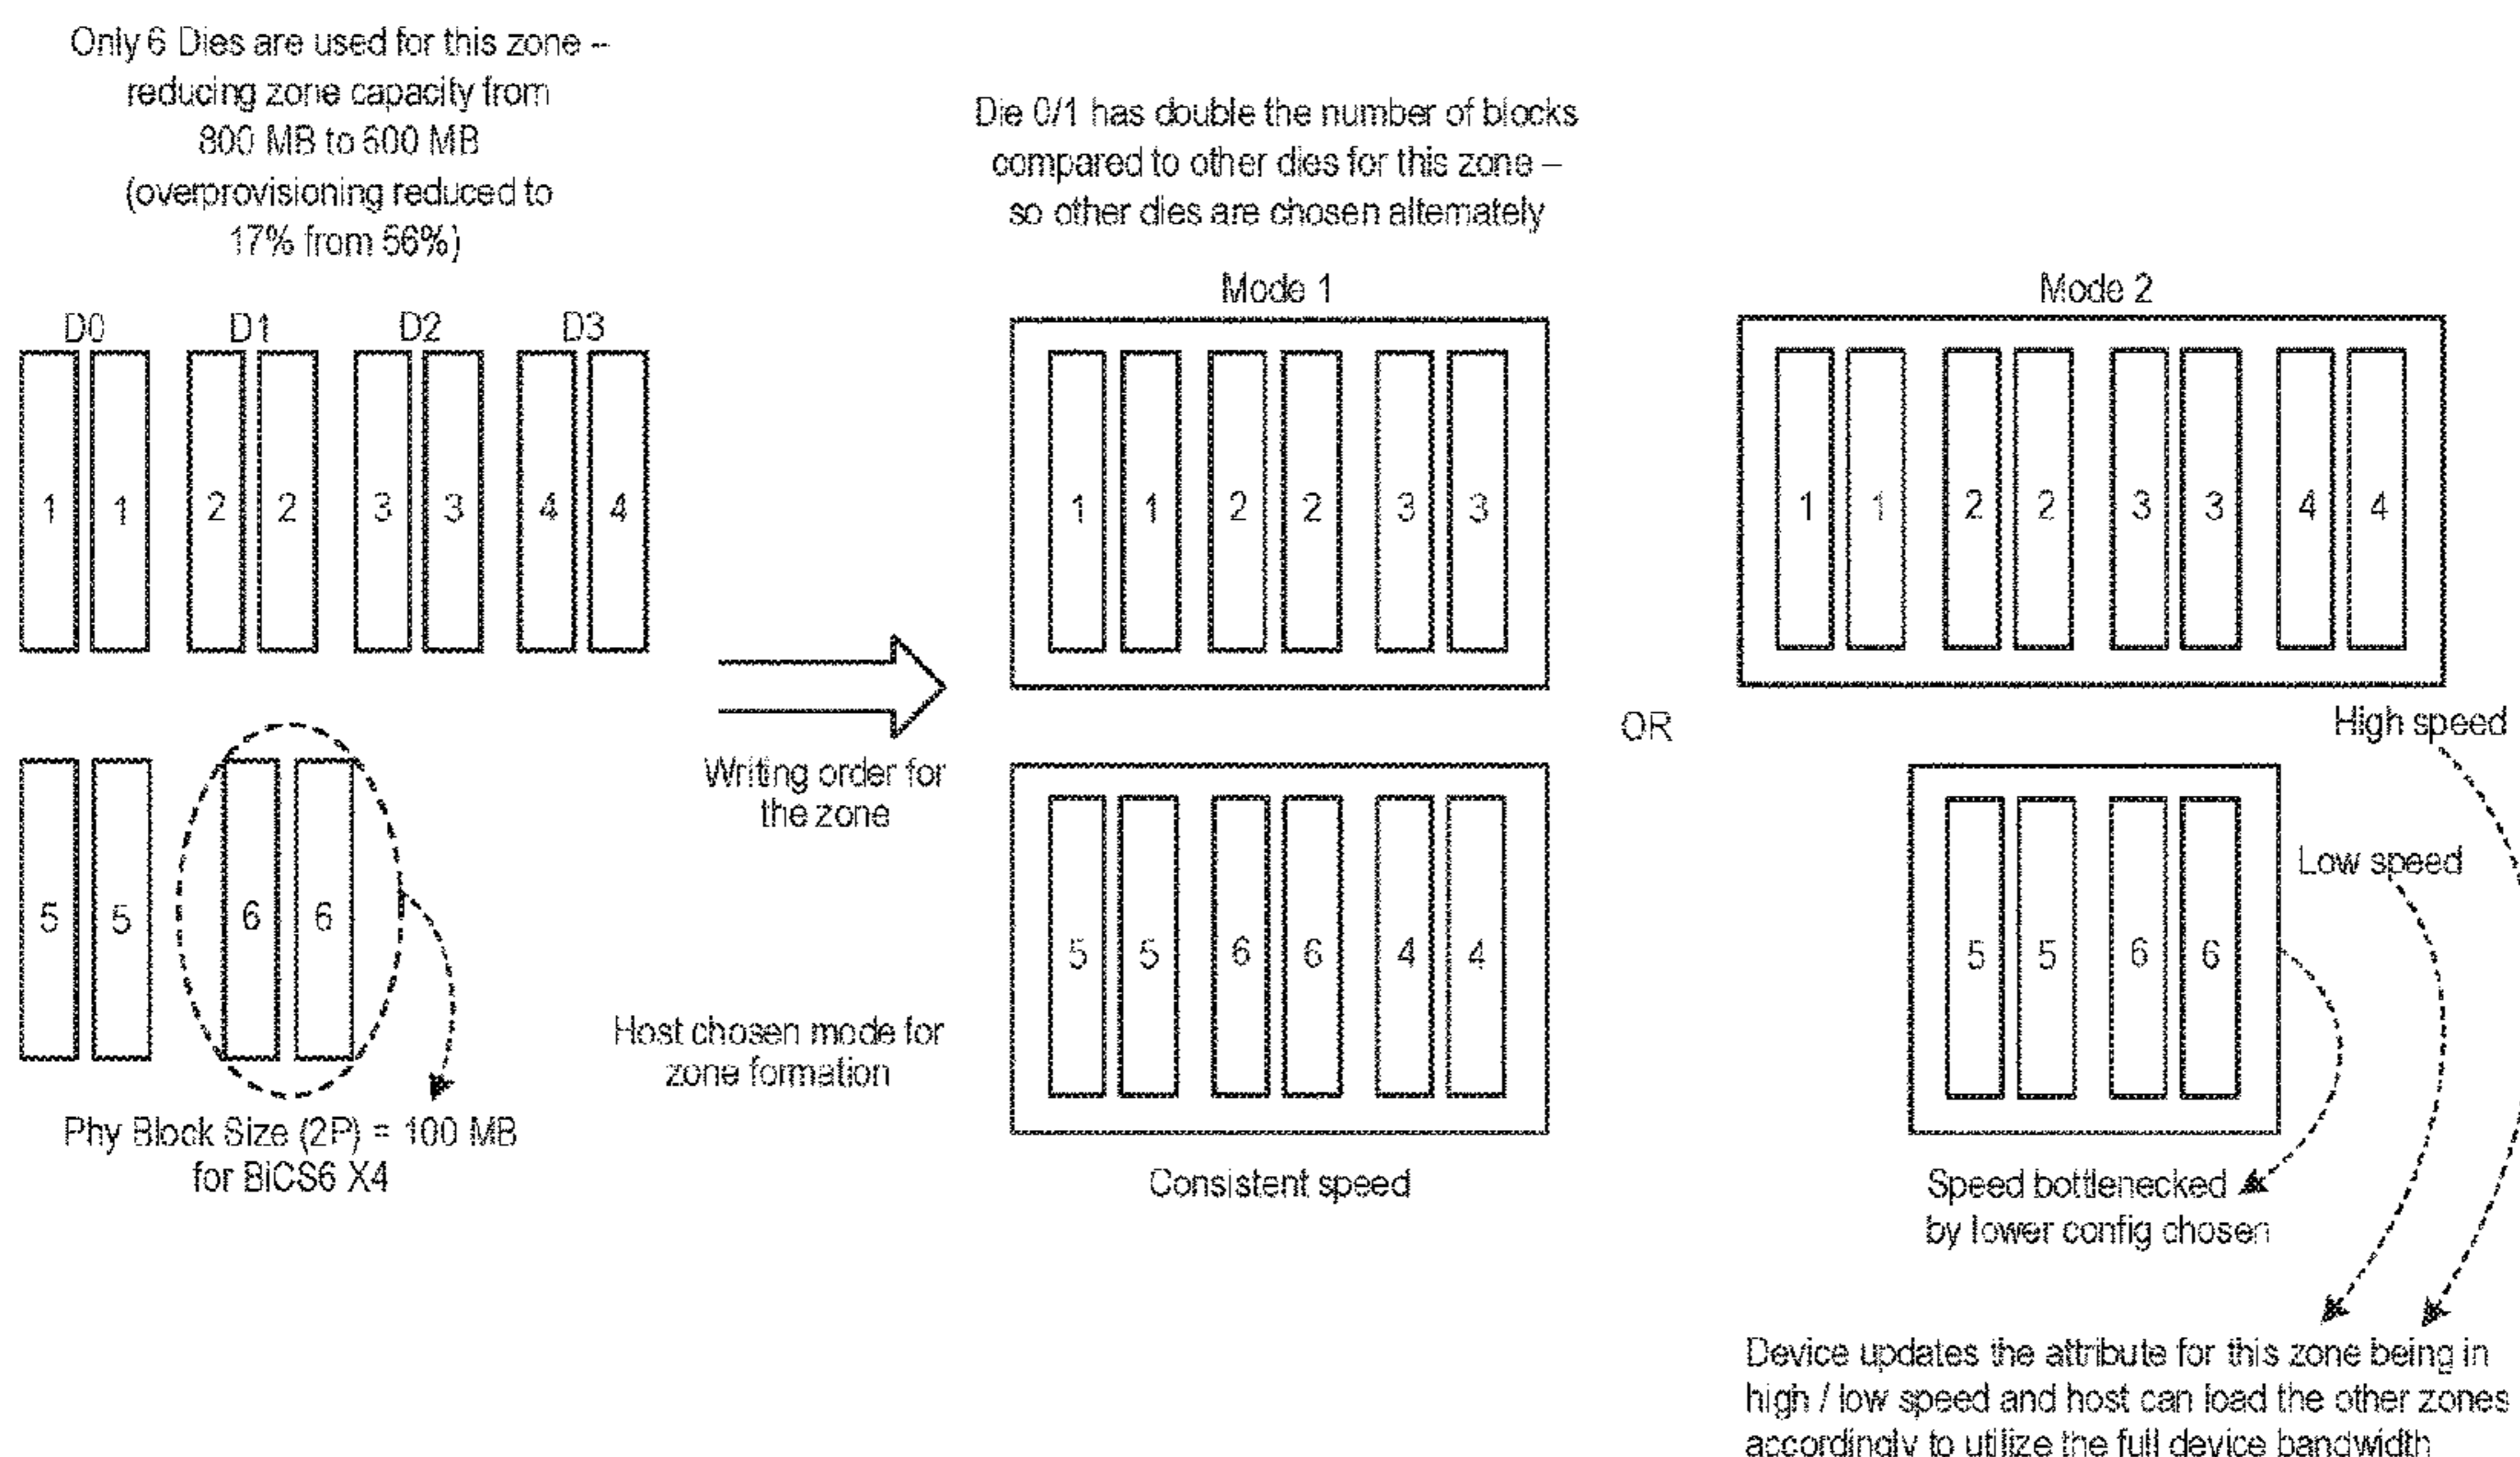 Only 6 Dies are used for this zone –
reducing zone capacity from
800 MB to 600 MB
(overprovisioning reduced to
17% from 56%)
Die 0/1 has double the number of blocks
compared to other dies for this zone –
so other dies are chosen alternately
Mode 1
Mode 2
D0 D1 D2 D3
1 1 2 2 3 3 4 4
1 1 2 2 3 3
1 1 2 2 3 3 4 4
OR
High speed
Writing order for
the zone
Low speed
5 5 6 6
5 5 6 6 4 4
5 5 6 6
Host chosen mode for
zone formation
Phy Block Size (2P) = 100 MB
for BiCS6 X4
Consistent speed
Speed bottlenecked
by lower config chosen
Device updates the attribute for this zone being in
high / low speed and host can load the other zones
accordingly to utilize the full device bandwidth